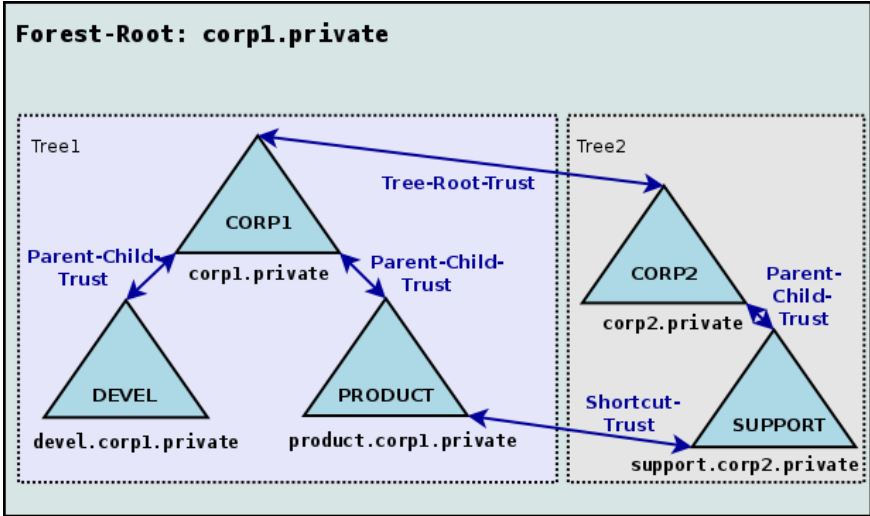 Forest-Root: corp1.private
Tree1
Tree2
Tree-Root-Trust
CORP1
corp1.private
Parent-Child-
Trust
Parent-Child-
Trust
CORP2
corp2.private
Parent-
Child-
Trust
DEVEL
devel.corp1.private
PRODUCT
product.corp1.private
Shortcut-
Trust
SUPPORT
support.corp2.private